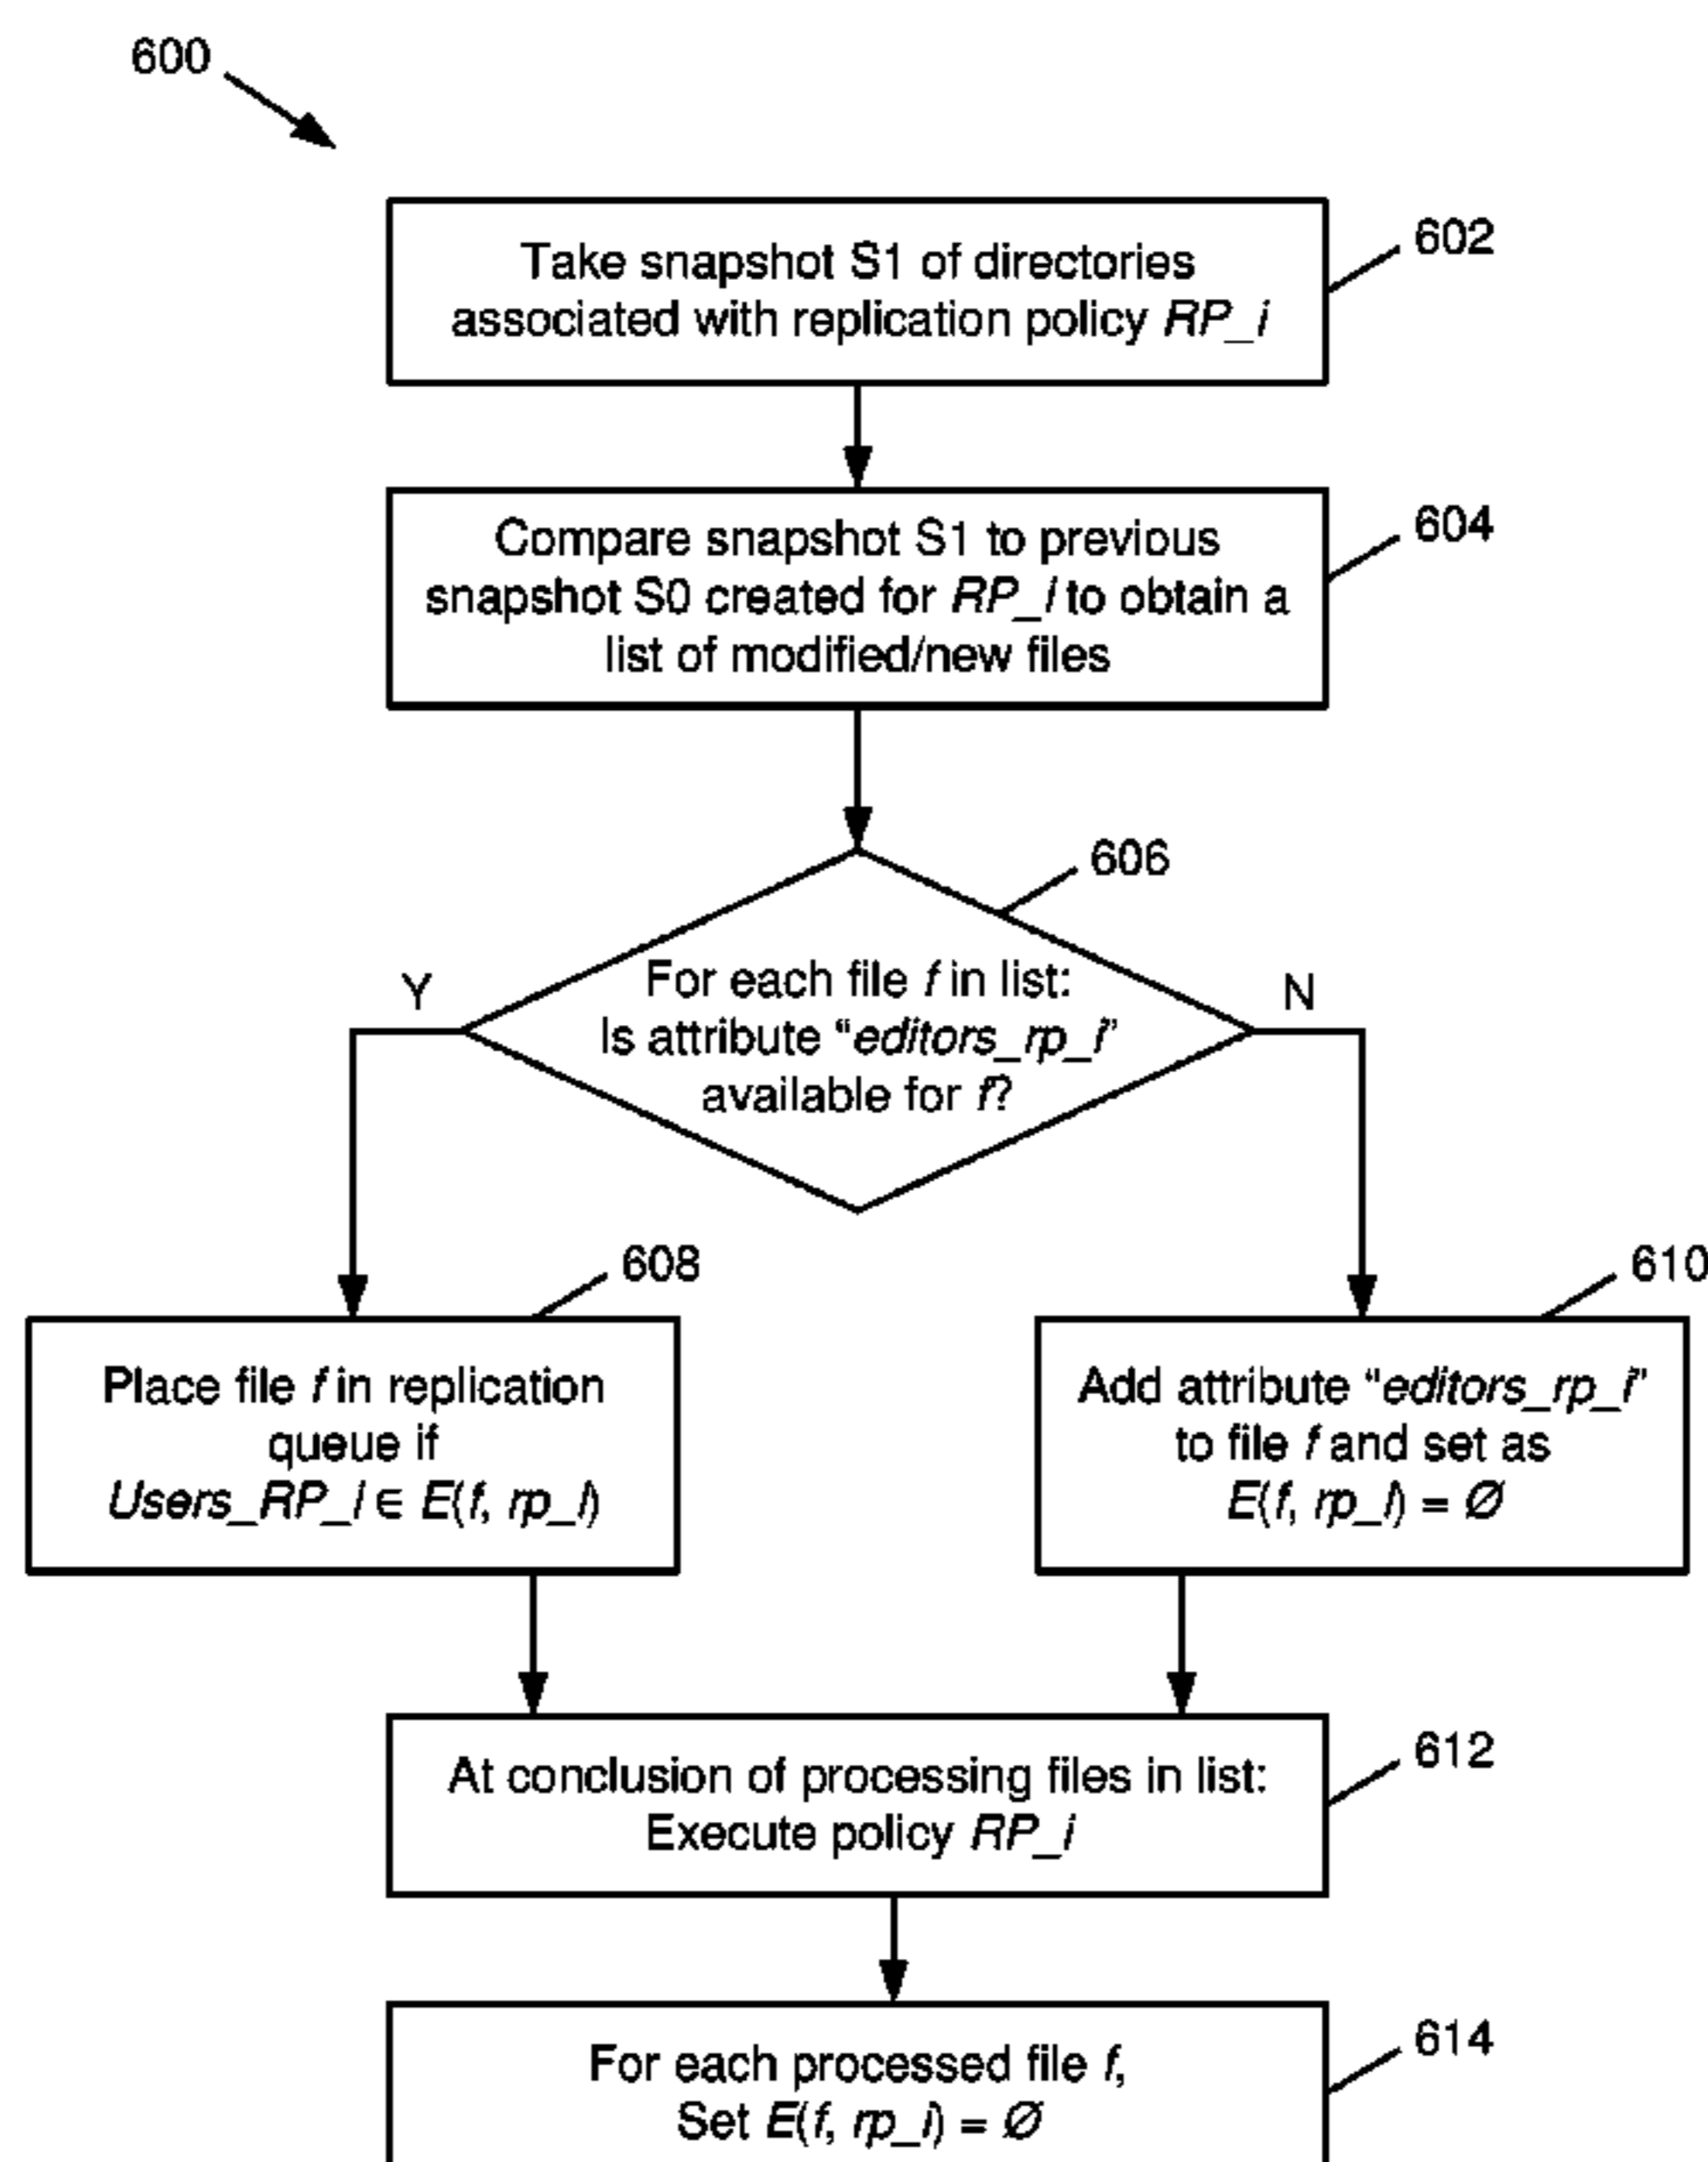 600
Take snapshot S1 of directories
associated with replication policy RP_i
602
Compare snapshot S1 to previous
snapshot S0 created for RP_i to obtain a
list of modified/new files
604
606
For each file f in list:
Is attribute “editors_rp_i”
available for f?
Y
N
608
Place file f in replication
queue if
Users_RP_i ∈ E(f, rp_i)
610
Add attribute “editors_rp_i”
to file f and set as
E(f, rp_i) = Ø
At conclusion of processing files in list:
Execute policy RP_i
612
For each processed file f,
Set E(f, rp_i) = Ø
614